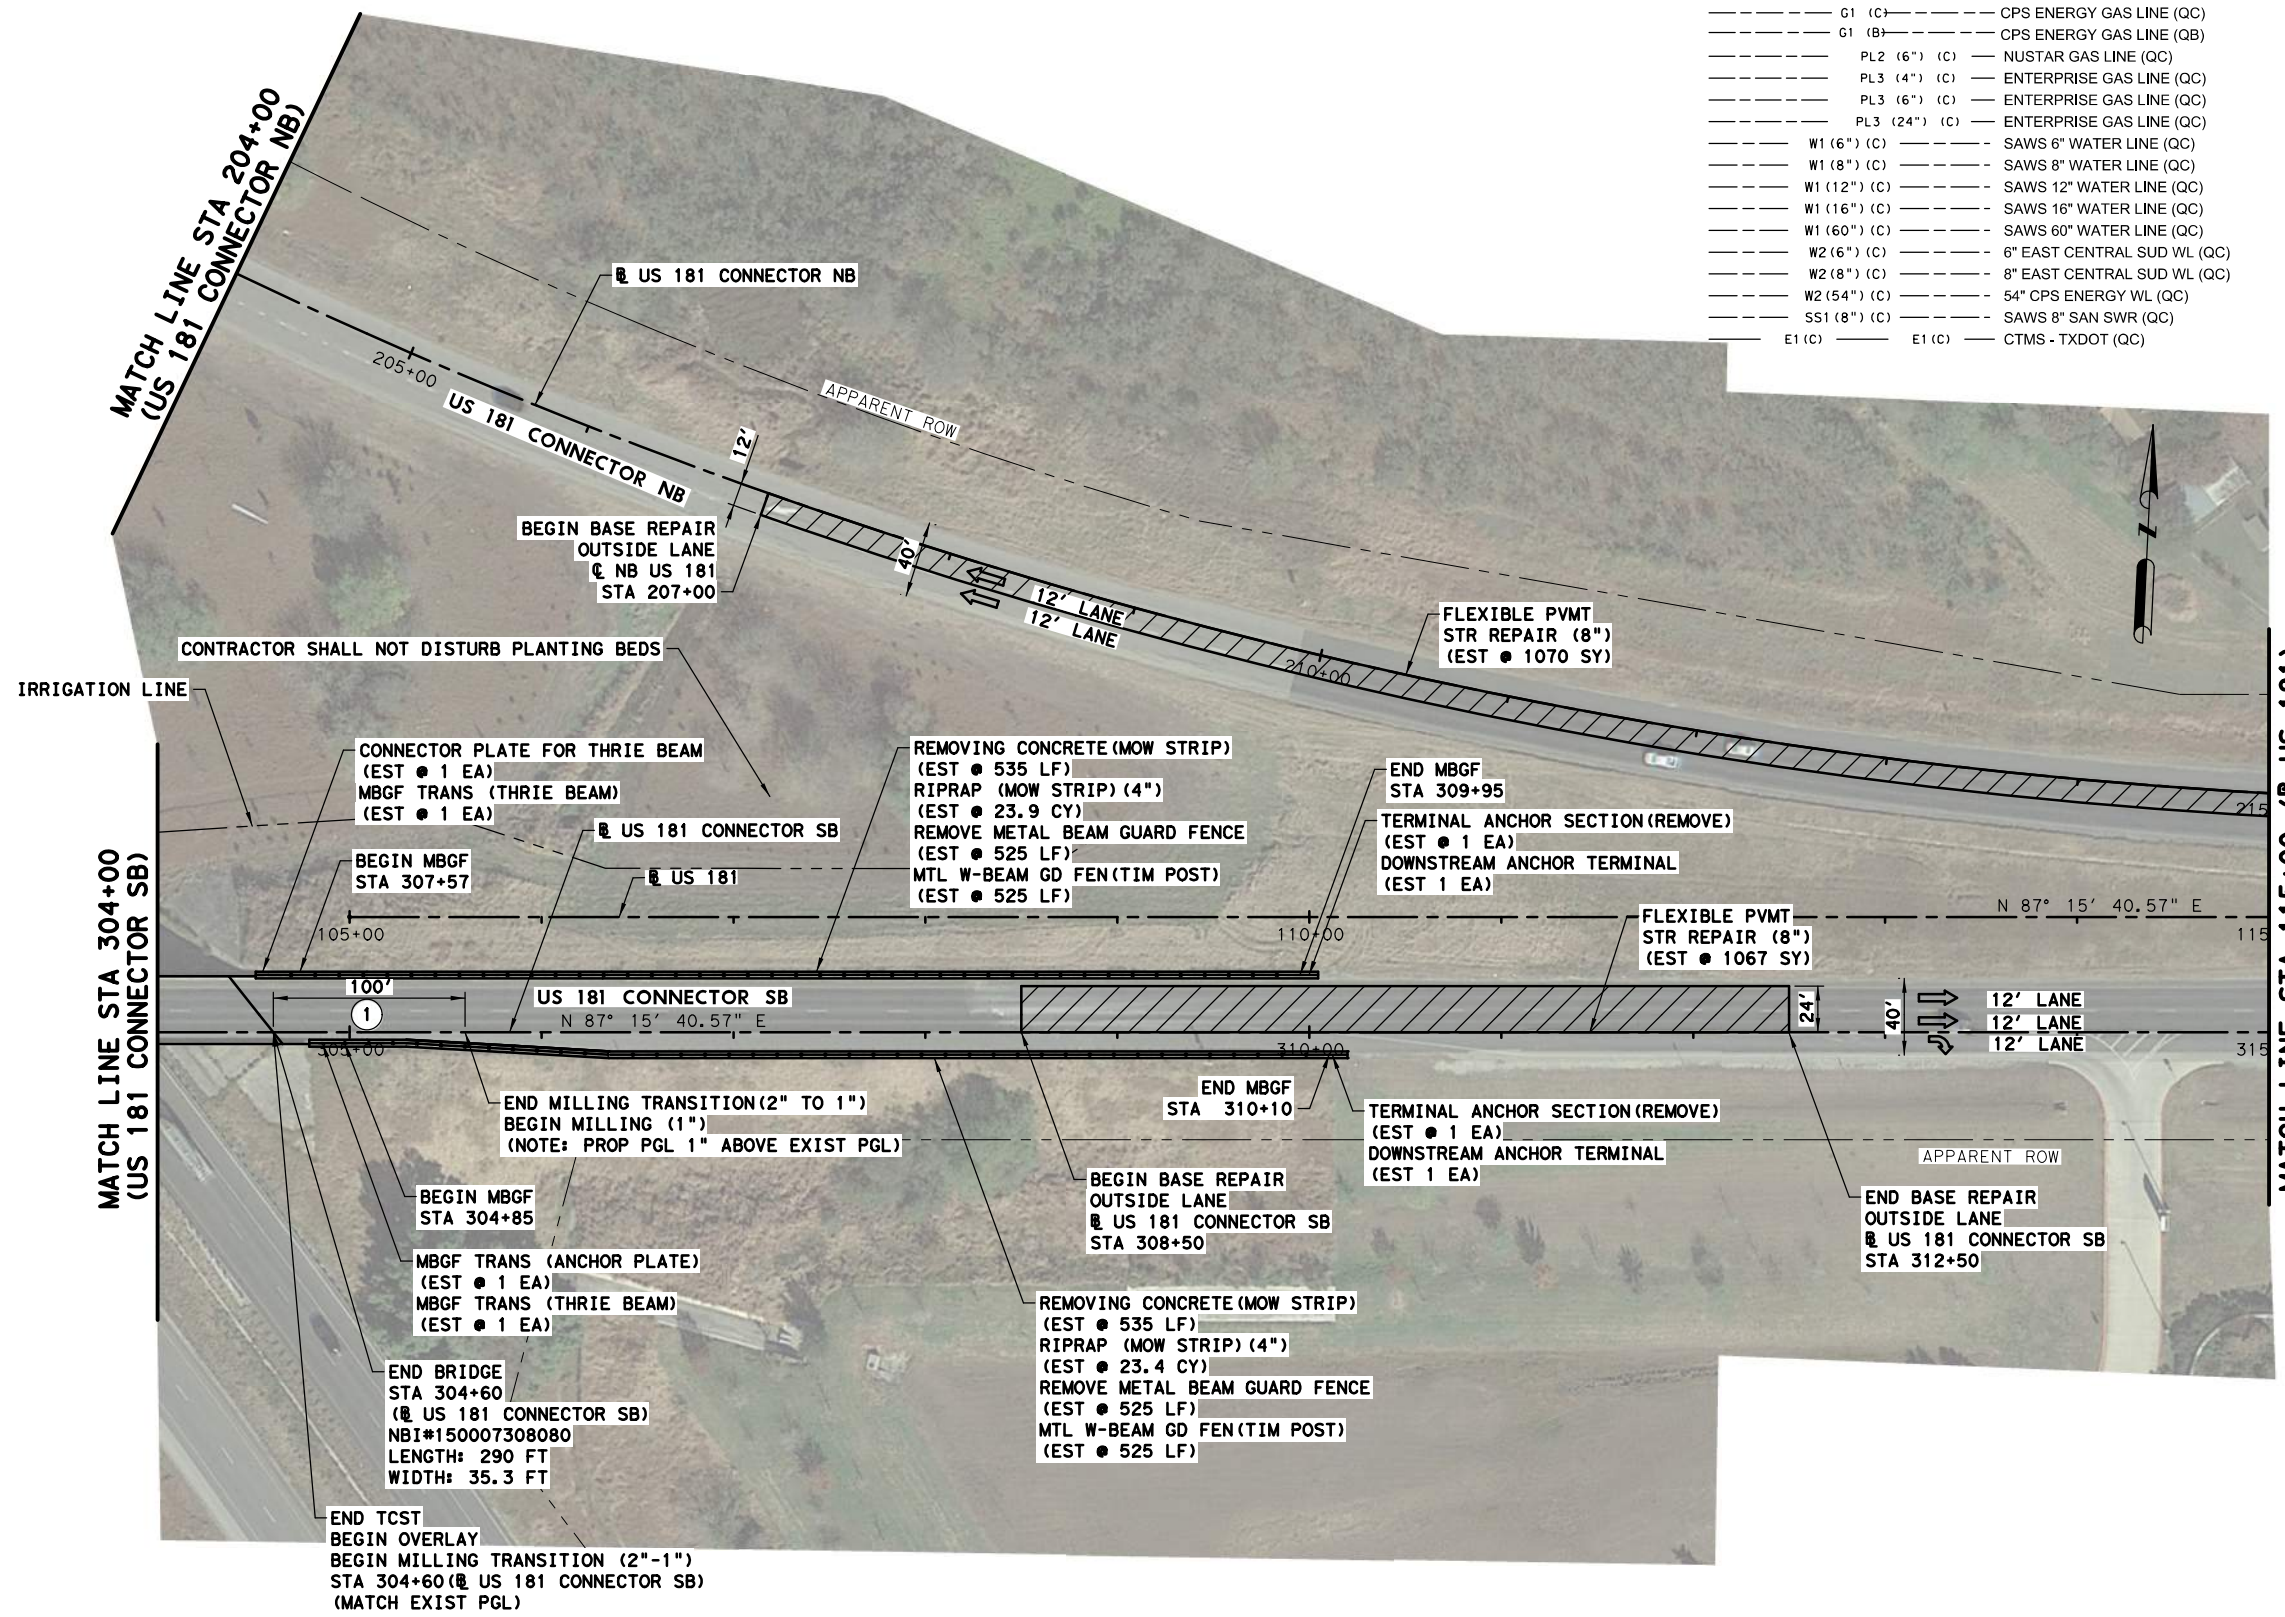 G1 (C) CPS ENERGY GAS LINE (QC)
G1 (B) CPS ENERGY GAS LINE (QB)
PL2 (6") (C) NUSTAR GAS LINE (QC)
PL3 (4") (C) ENTERPRISE GAS LINE (QC)
PL3 (6") (C) ENTERPRISE GAS LINE (QC)
PL3 (24") (C) ENTERPRISE GAS LINE (QC)
W1(6")(C) SAWS 6" WATER LINE (QC)
W1(8")(C) SAWS 8" WATER LINE (QC)
W1(12")(C) SAWS 12" WATER LINE (QC)
W1(16")(C) SAWS 16" WATER LINE (QC)
W1(60")(C) SAWS 60" WATER LINE (QC)
W2(6")(C) 6" EAST CENTRAL SUD WL (QC)
W2(8")(C) 8" EAST CENTRAL SUD WL (QC)
W2(54")(C) 54" CPS ENERGY WL (QC)
SS1(8")(C) SAWS 8" SAN SWR (QC)
E1(C) E1(C) CTMS - TXDOT (QC)
MATCH LINE STA 204+00
(US 181 CONNECTOR NB)
℄ US 181 CONNECTOR NB
205+00
US 181 CONNECTOR NB
APPARENT ROW
12'
BEGIN BASE REPAIR
OUTSIDE LANE
℄ NB US 181
STA 207+00
40'
12' LANE
12' LANE
FLEXIBLE PVMT
STR REPAIR (8")
(EST @ 1070 SY)
210+00
215
N
CONTRACTOR SHALL NOT DISTURB PLANTING BEDS
IRRIGATION LINE
CONNECTOR PLATE FOR THRIE BEAM
(EST @ 1 EA)
MBGF TRANS (THRIE BEAM)
(EST @ 1 EA)
BEGIN MBGF
STA 307+57
℄ US 181 CONNECTOR SB
℄ US 181
REMOVING CONCRETE(MOW STRIP)
(EST @ 535 LF)
RIPRAP (MOW STRIP)(4")
(EST @ 23.9 CY)
REMOVE METAL BEAM GUARD FENCE
(EST @ 525 LF)
MTL W-BEAM GD FEN(TIM POST)
(EST @ 525 LF)
END MBGF
STA 309+95
TERMINAL ANCHOR SECTION(REMOVE)
(EST @ 1 EA)
DOWNSTREAM ANCHOR TERMINAL
(EST 1 EA)
FLEXIBLE PVMT
STR REPAIR (8")
(EST @ 1067 SY)
N 87° 15' 40.57" E
105+00
110+00
115
MATCH LINE STA 304+00
(US 181 CONNECTOR SB)
100'
1
US 181 CONNECTOR SB
N 87° 15' 40.57" E
24'
40'
12' LANE
12' LANE
12' LANE
305+00
310+00
315
END MILLING TRANSITION(2" TO 1")
BEGIN MILLING (1")
(NOTE: PROP PGL 1" ABOVE EXIST PGL)
END MBGF
STA 310+10
TERMINAL ANCHOR SECTION(REMOVE)
(EST @ 1 EA)
DOWNSTREAM ANCHOR TERMINAL
(EST 1 EA)
APPARENT ROW
BEGIN MBGF
STA 304+85
BEGIN BASE REPAIR
OUTSIDE LANE
℄ US 181 CONNECTOR SB
STA 308+50
END BASE REPAIR
OUTSIDE LANE
℄ US 181 CONNECTOR SB
STA 312+50
MBGF TRANS (ANCHOR PLATE)
(EST @ 1 EA)
MBGF TRANS (THRIE BEAM)
(EST @ 1 EA)
REMOVING CONCRETE(MOW STRIP)
(EST @ 535 LF)
RIPRAP (MOW STRIP)(4")
(EST @ 23.4 CY)
REMOVE METAL BEAM GUARD FENCE
(EST @ 525 LF)
MTL W-BEAM GD FEN(TIM POST)
(EST @ 525 LF)
END BRIDGE
STA 304+60
(℄ US 181 CONNECTOR SB)
NBI#150007308080
LENGTH: 290 FT
WIDTH: 35.3 FT
END TCST
BEGIN OVERLAY
BEGIN MILLING TRANSITION (2"-1")
STA 304+60(℄ US 181 CONNECTOR SB)
(MATCH EXIST PGL)